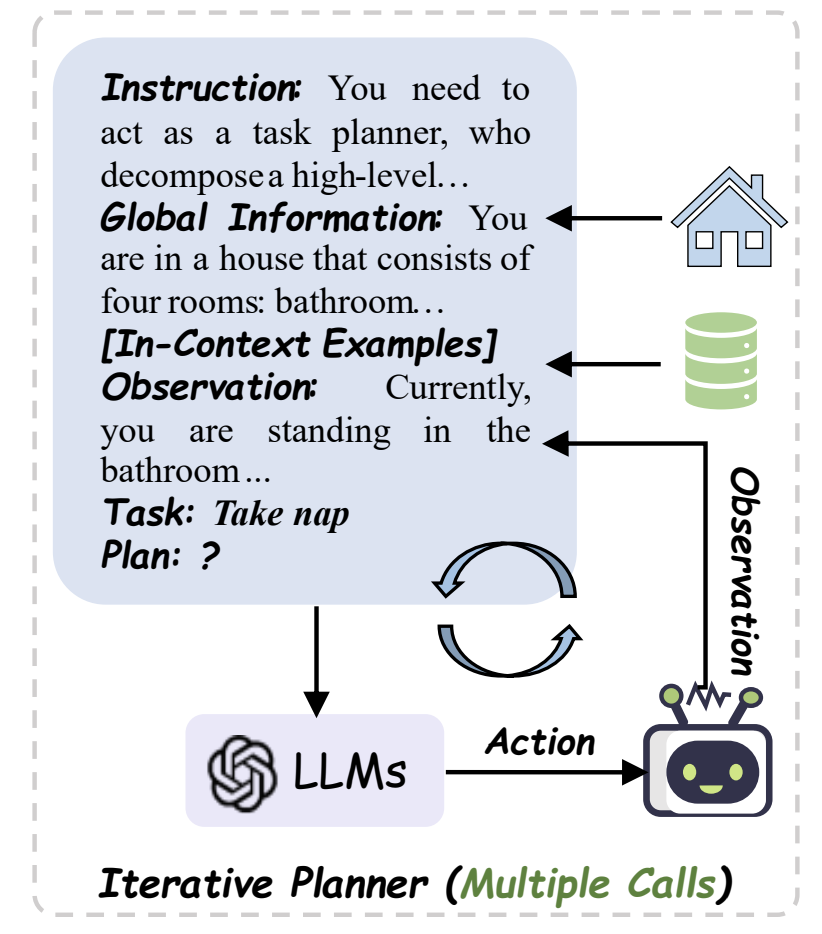 Instruction: You need to
act as a task planner, who
decompose a high-level…
Global Information: You
are in a house that consists of
four rooms: bathroom…
[In-Context Examples]
Observation: Currently,
you are standing in the
bathroom ...
Task: Take nap
Plan: ?
Observation
LLMs
Action
Iterative Planner (Multiple Calls)